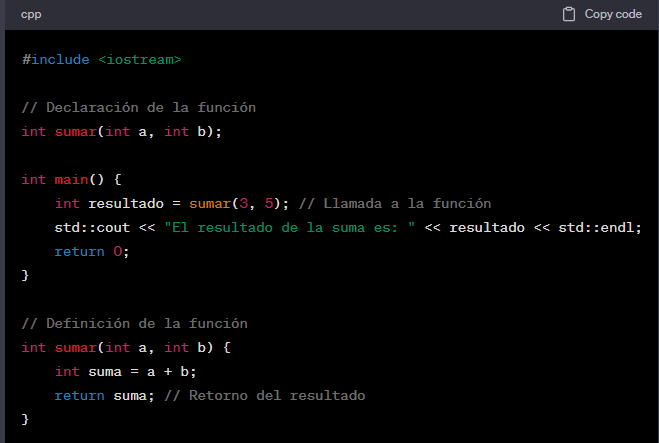 cpp
Copy code
#include <iostream>
// Declaración de la función
int sumar(int a, int b);
int main() {
    int resultado = sumar(3, 5); // Llamada a la función
    std::cout << "El resultado de la suma es: " << resultado << std::endl;
    return 0;
}
// Definición de la función
int sumar(int a, int b) {
    int suma = a + b;
    return suma; // Retorno del resultado
}